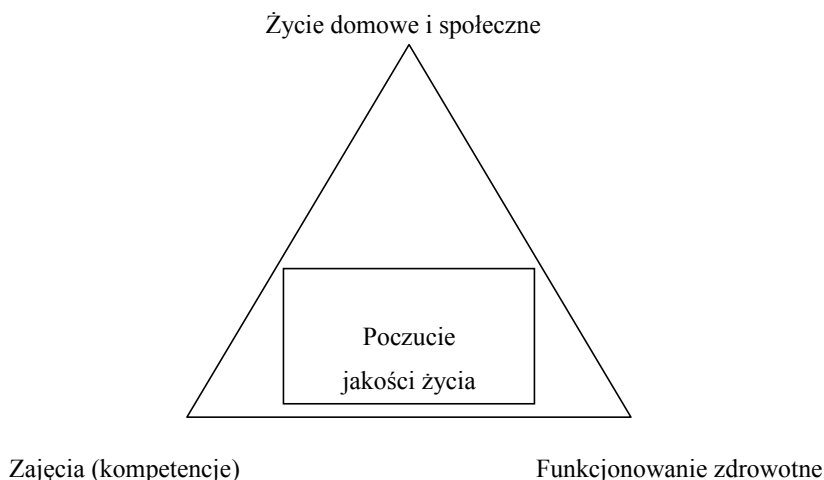 Życie domowe i społeczne
Poczucie
jakości życia
Zajęcia (kompetencje)
Funkcjonowanie zdrowotne